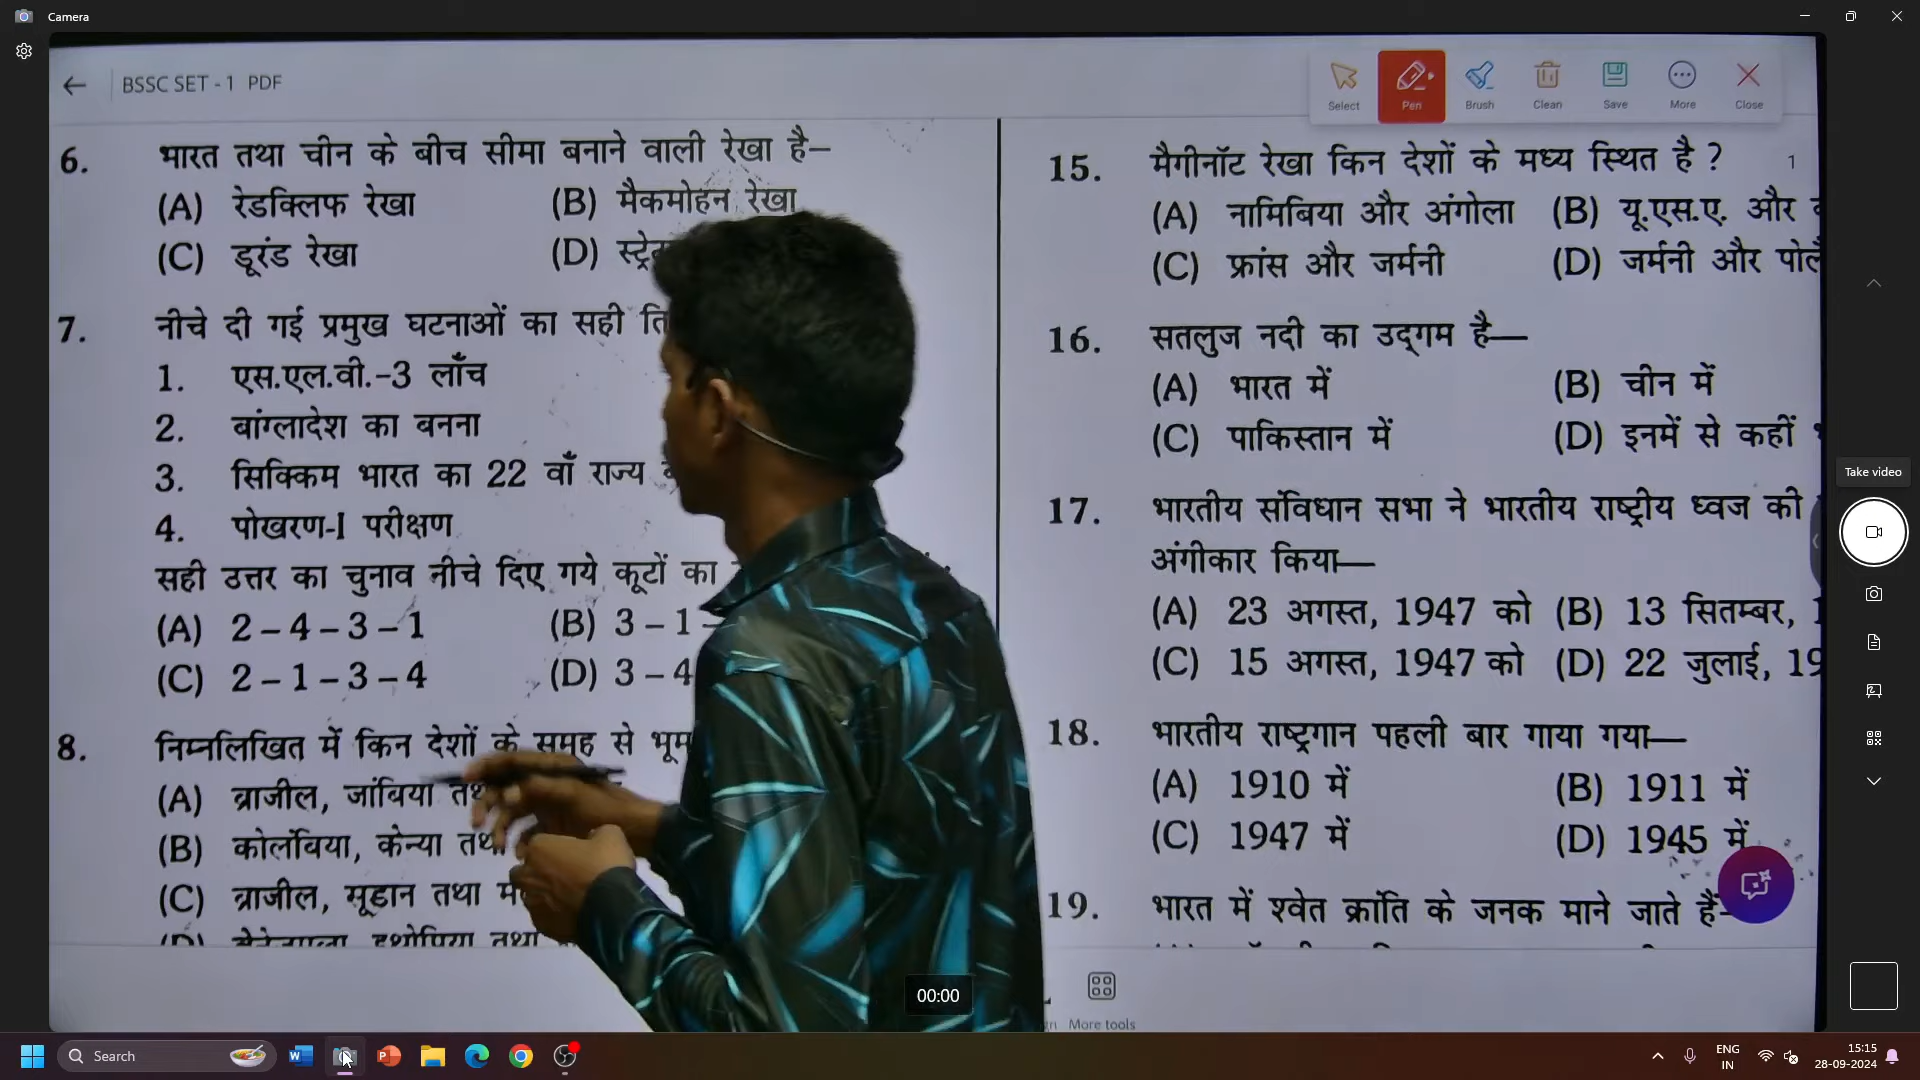 Camera
BSSC SET - 1 PDF
Select
Pen
Brush
Clean
Save
More
Close
6. भारत तथा चीन के बीच सीमा बनाने वाली रेखा है–
(A) रेडक्लिफ रेखा (B) मैकमोहन रेखा
(C) डूरंड रेखा (D)
7. नीचे दी गई प्रमुख घटनाओं का सही
1. एस.एल.वी.-3 लॉंच
2. बांग्लादेश का बनना
3. सिक्किम भारत का 22 वाँ राज्य
4. पोखरण-I परीक्षण
सही उत्तर का चुनाव नीचे दिए गये कूटों का
(A) 2 – 4 – 3 – 1 (B) 3 – 1
(C) 2 – 1 – 3 – 4 (D) 3 – 4
8. निम्नलिखित में किन देशों के समूह से
(A) ब्राजील, जांबिया
(B) कोलंबिया, केन्या तथा
(C) ब्राजील, सूडान तथा
1
15. मैगीनॉट रेखा किन देशों के मध्य स्थित है ?
(A) नामिबिया और अंगोला (B) यू.एस.ए. और
(C) फ्रांस और जर्मनी (D) जर्मनी और
16. सतलुज नदी का उद्गम है—
(A) भारत में (B) चीन में
(C) पाकिस्तान में (D) इनमें से कहीं
17. भारतीय संविधान सभा ने भारतीय राष्ट्रीय ध्वज को
अंगीकार किया—
(A) 23 अगस्त, 1947 को (B) 13 सितम्बर,
(C) 15 अगस्त, 1947 को (D) 22 जुलाई,
18. भारतीय राष्ट्रगान पहली बार गाया गया—
(A) 1910 में (B) 1911 में
(C) 1947 में (D) 1945 में
19. भारत में श्वेत क्रांति के जनक माने जाते हैं–
More tools
Take video
00:00
Search
ENG
IN
15:15
28-09-2024